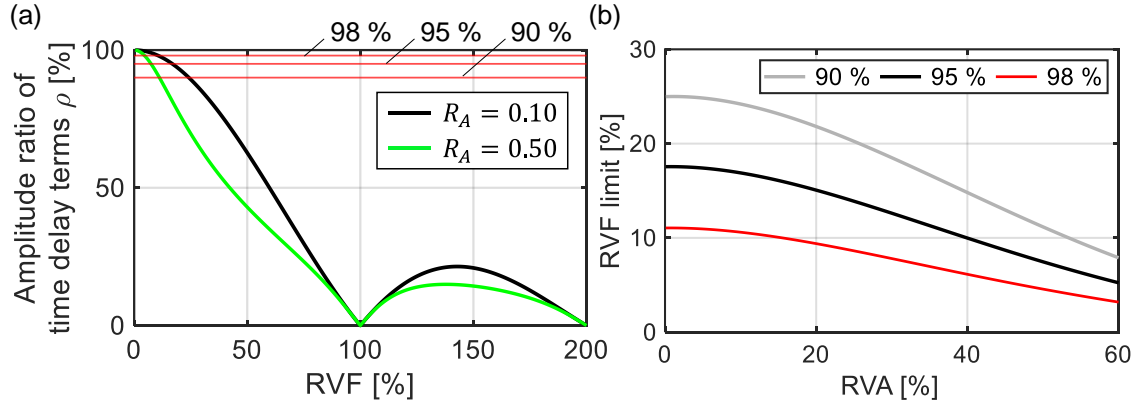 (a)
98 % 95 % 90 %
100
50
0
Amplitude ratio of
time delay terms ρ [%]
R_A = 0.10
R_A = 0.50
0 50 100 150 200
RVF [%]
(b)
30
20
10
0
RVF limit [%]
90 % 95 % 98 %
0 20 40 60
RVA [%]